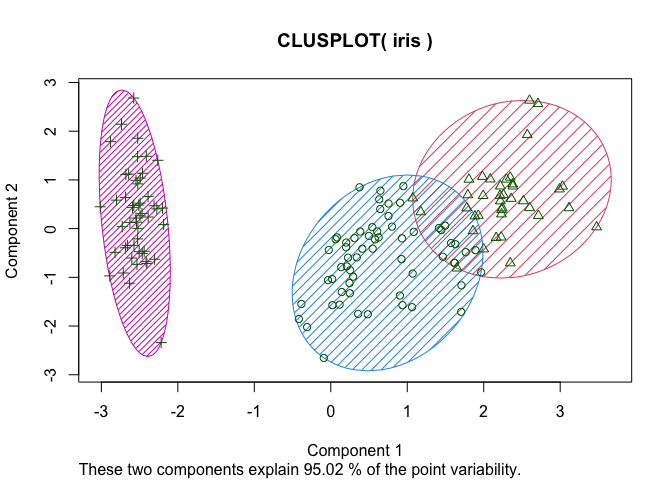 CLUSPLOT( iris )
Component 2
3
2
1
0
-1
-2
-3
-3 -2 -1 0 1 2 3
Component 1
These two components explain 95.02 % of the point variability.